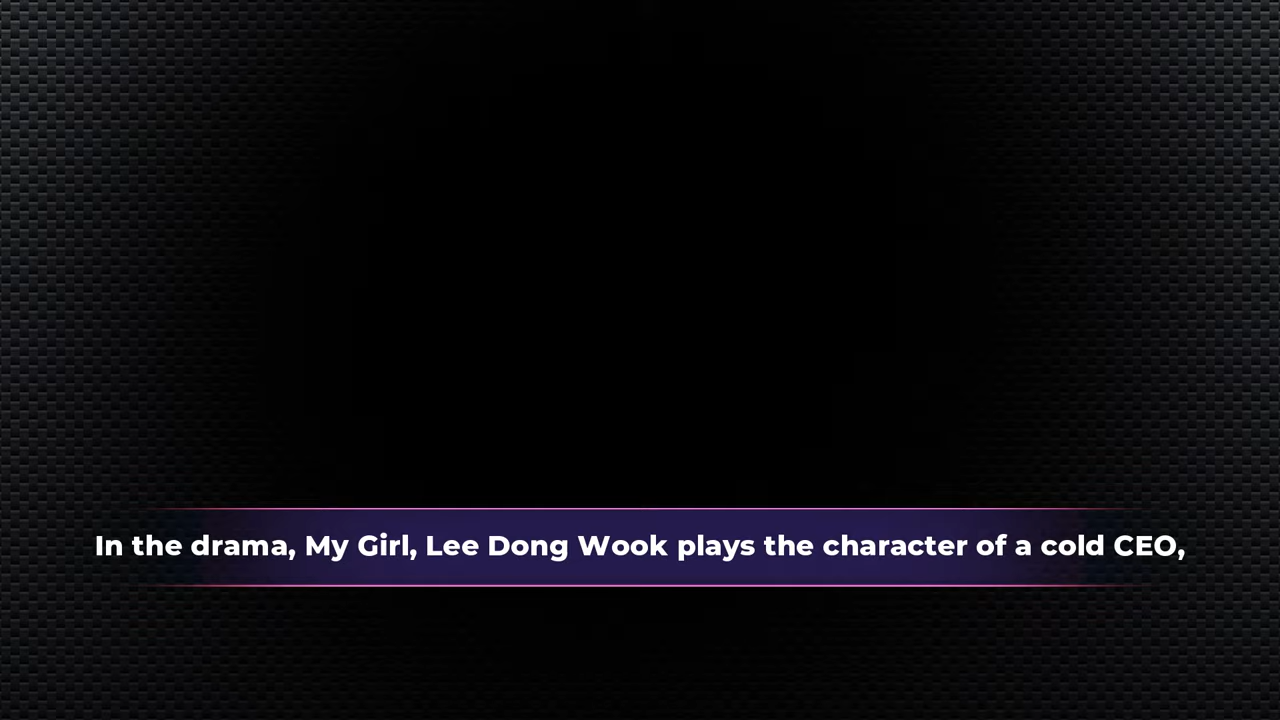 In the drama, My Girl, Lee Dong Wook plays the character of a cold CEO,